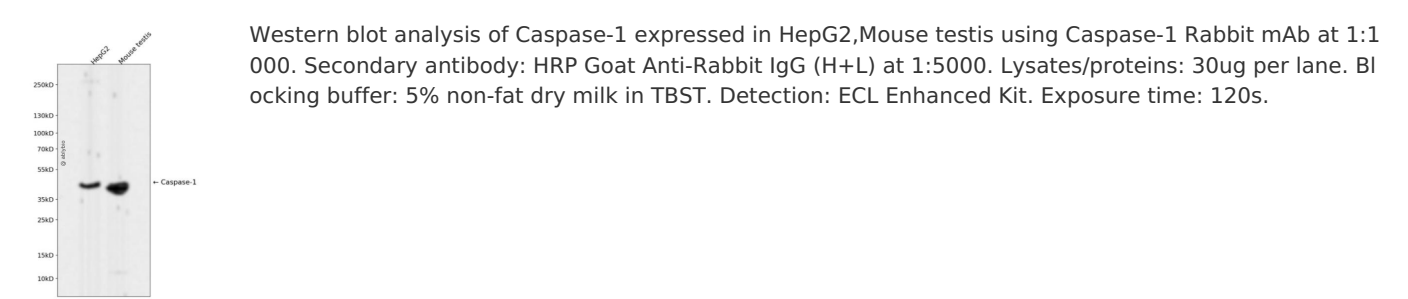 HepG2
Mouse testis
250kD
130kD
100kD
70kD
55kD
35kD
25kD
15kD
10kD
← Caspase-1
Western blot analysis of Caspase-1 expressed in HepG2,Mouse testis using Caspase-1 Rabbit mAb at 1:1
000. Secondary antibody: HRP Goat Anti-Rabbit IgG (H+L) at 1:5000. Lysates/proteins: 30ug per lane. Bl
ocking buffer: 5% non-fat dry milk in TBST. Detection: ECL Enhanced Kit. Exposure time: 120s.